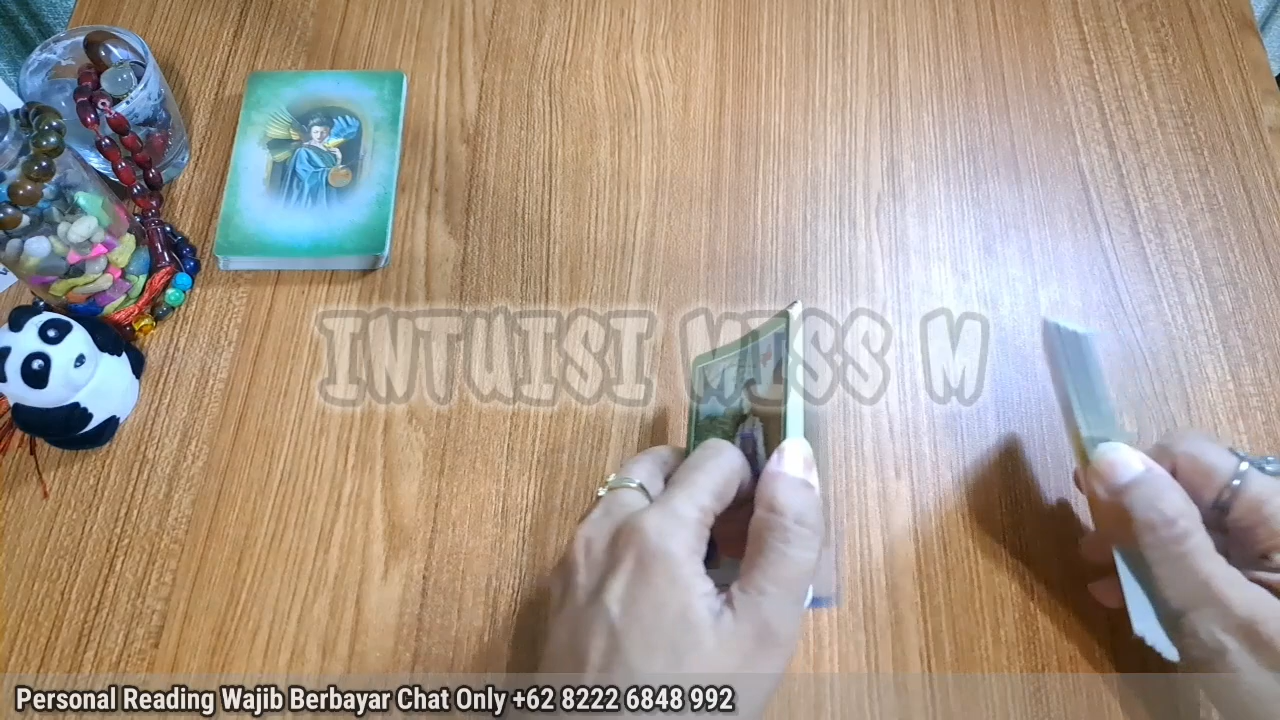 INTUISI MISS M
Personal Reading Wajib Berbayar Chat Only +62 8222 6848 992